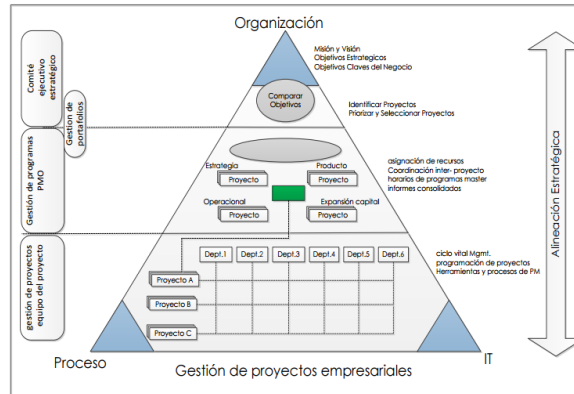 Organización
Misión y Visión
Objetivos Estrategicos
Objetivos Claves del Negocio
Comité
ejecutivo
estratégico
Gestion de
portafolios
Comparar
Objetivos
Identificar Proyectos
Priorizar y Seleccionar Proyectos
Gestión de programas
PMO
Estrategia
Proyecto
Producto
Proyecto
Operacional
Proyecto
Expansión capital
Proyecto
asignación de recursos
Coordinación inter- proyecto
horarios de programas master
informes consolidados
Alineación Estratégica
gestión de proyectos
equipo del proyecto
Dept.1 Dept.2 Dept.3 Dept.4 Dept.5 Dept.6
Proyecto A
Proyecto B
Proyecto C
ciclo vital Mgmt.
programación de proyectos
Herramientas y procesos de PM
Proceso
IT
Gestión de proyectos empresariales